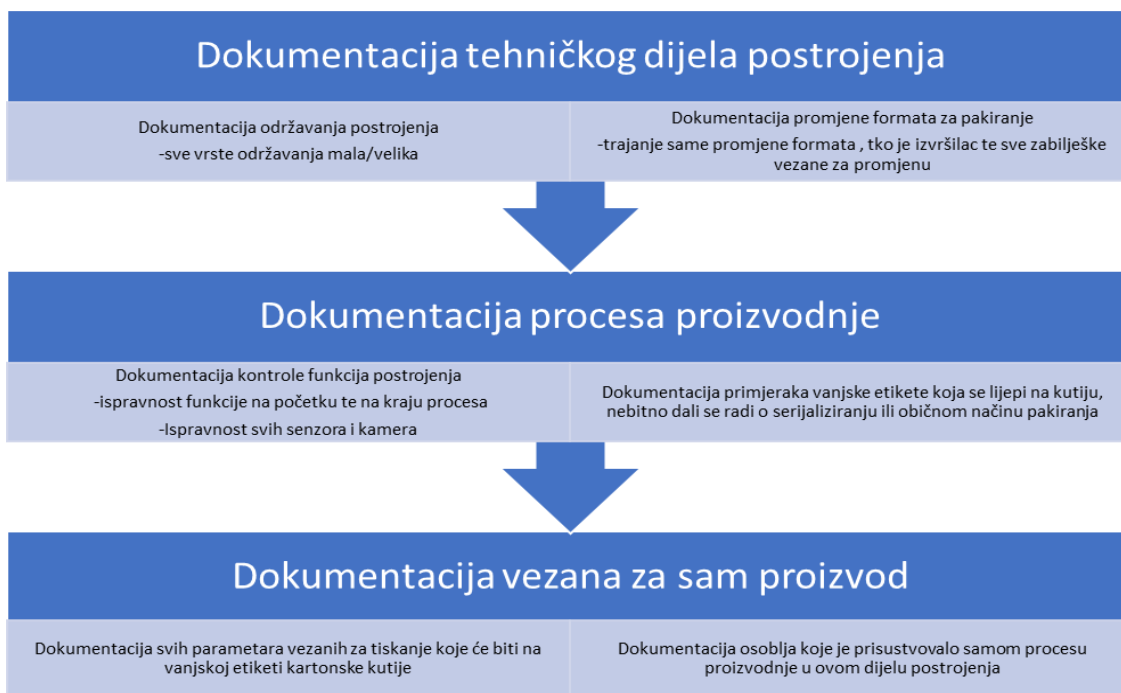 Dokumentacija tehničkog dijela postrojenja
Dokumentacija održavanja postrojenja
-sve vrste održavanja mala/velika
Dokumentacija promjene formata za pakiranje
-trajanje same promjene formata , tko je izvršilac te sve zabilješke
vezane za promjenu
Dokumentacija procesa proizvodnje
Dokumentacija kontrole funkcija postrojenja
-ispravnost funkcije na početku te na kraju procesa
-Ispravnost svih senzora i kamera
Dokumentacija primjeraka vanjske etikete koja se lijepi na kutiju,
nebitno dali se radi o serijaliziranju ili običnom načinu pakiranja
Dokumentacija vezana za sam proizvod
Dokumentacija svih parametara vezanih za tiskanje koje će biti na
vanjskoj etiketi kartonske kutije
Dokumentacija osoblja koje je prisustvovalo samom procesu
proizvodnje u ovom dijelu postrojenja